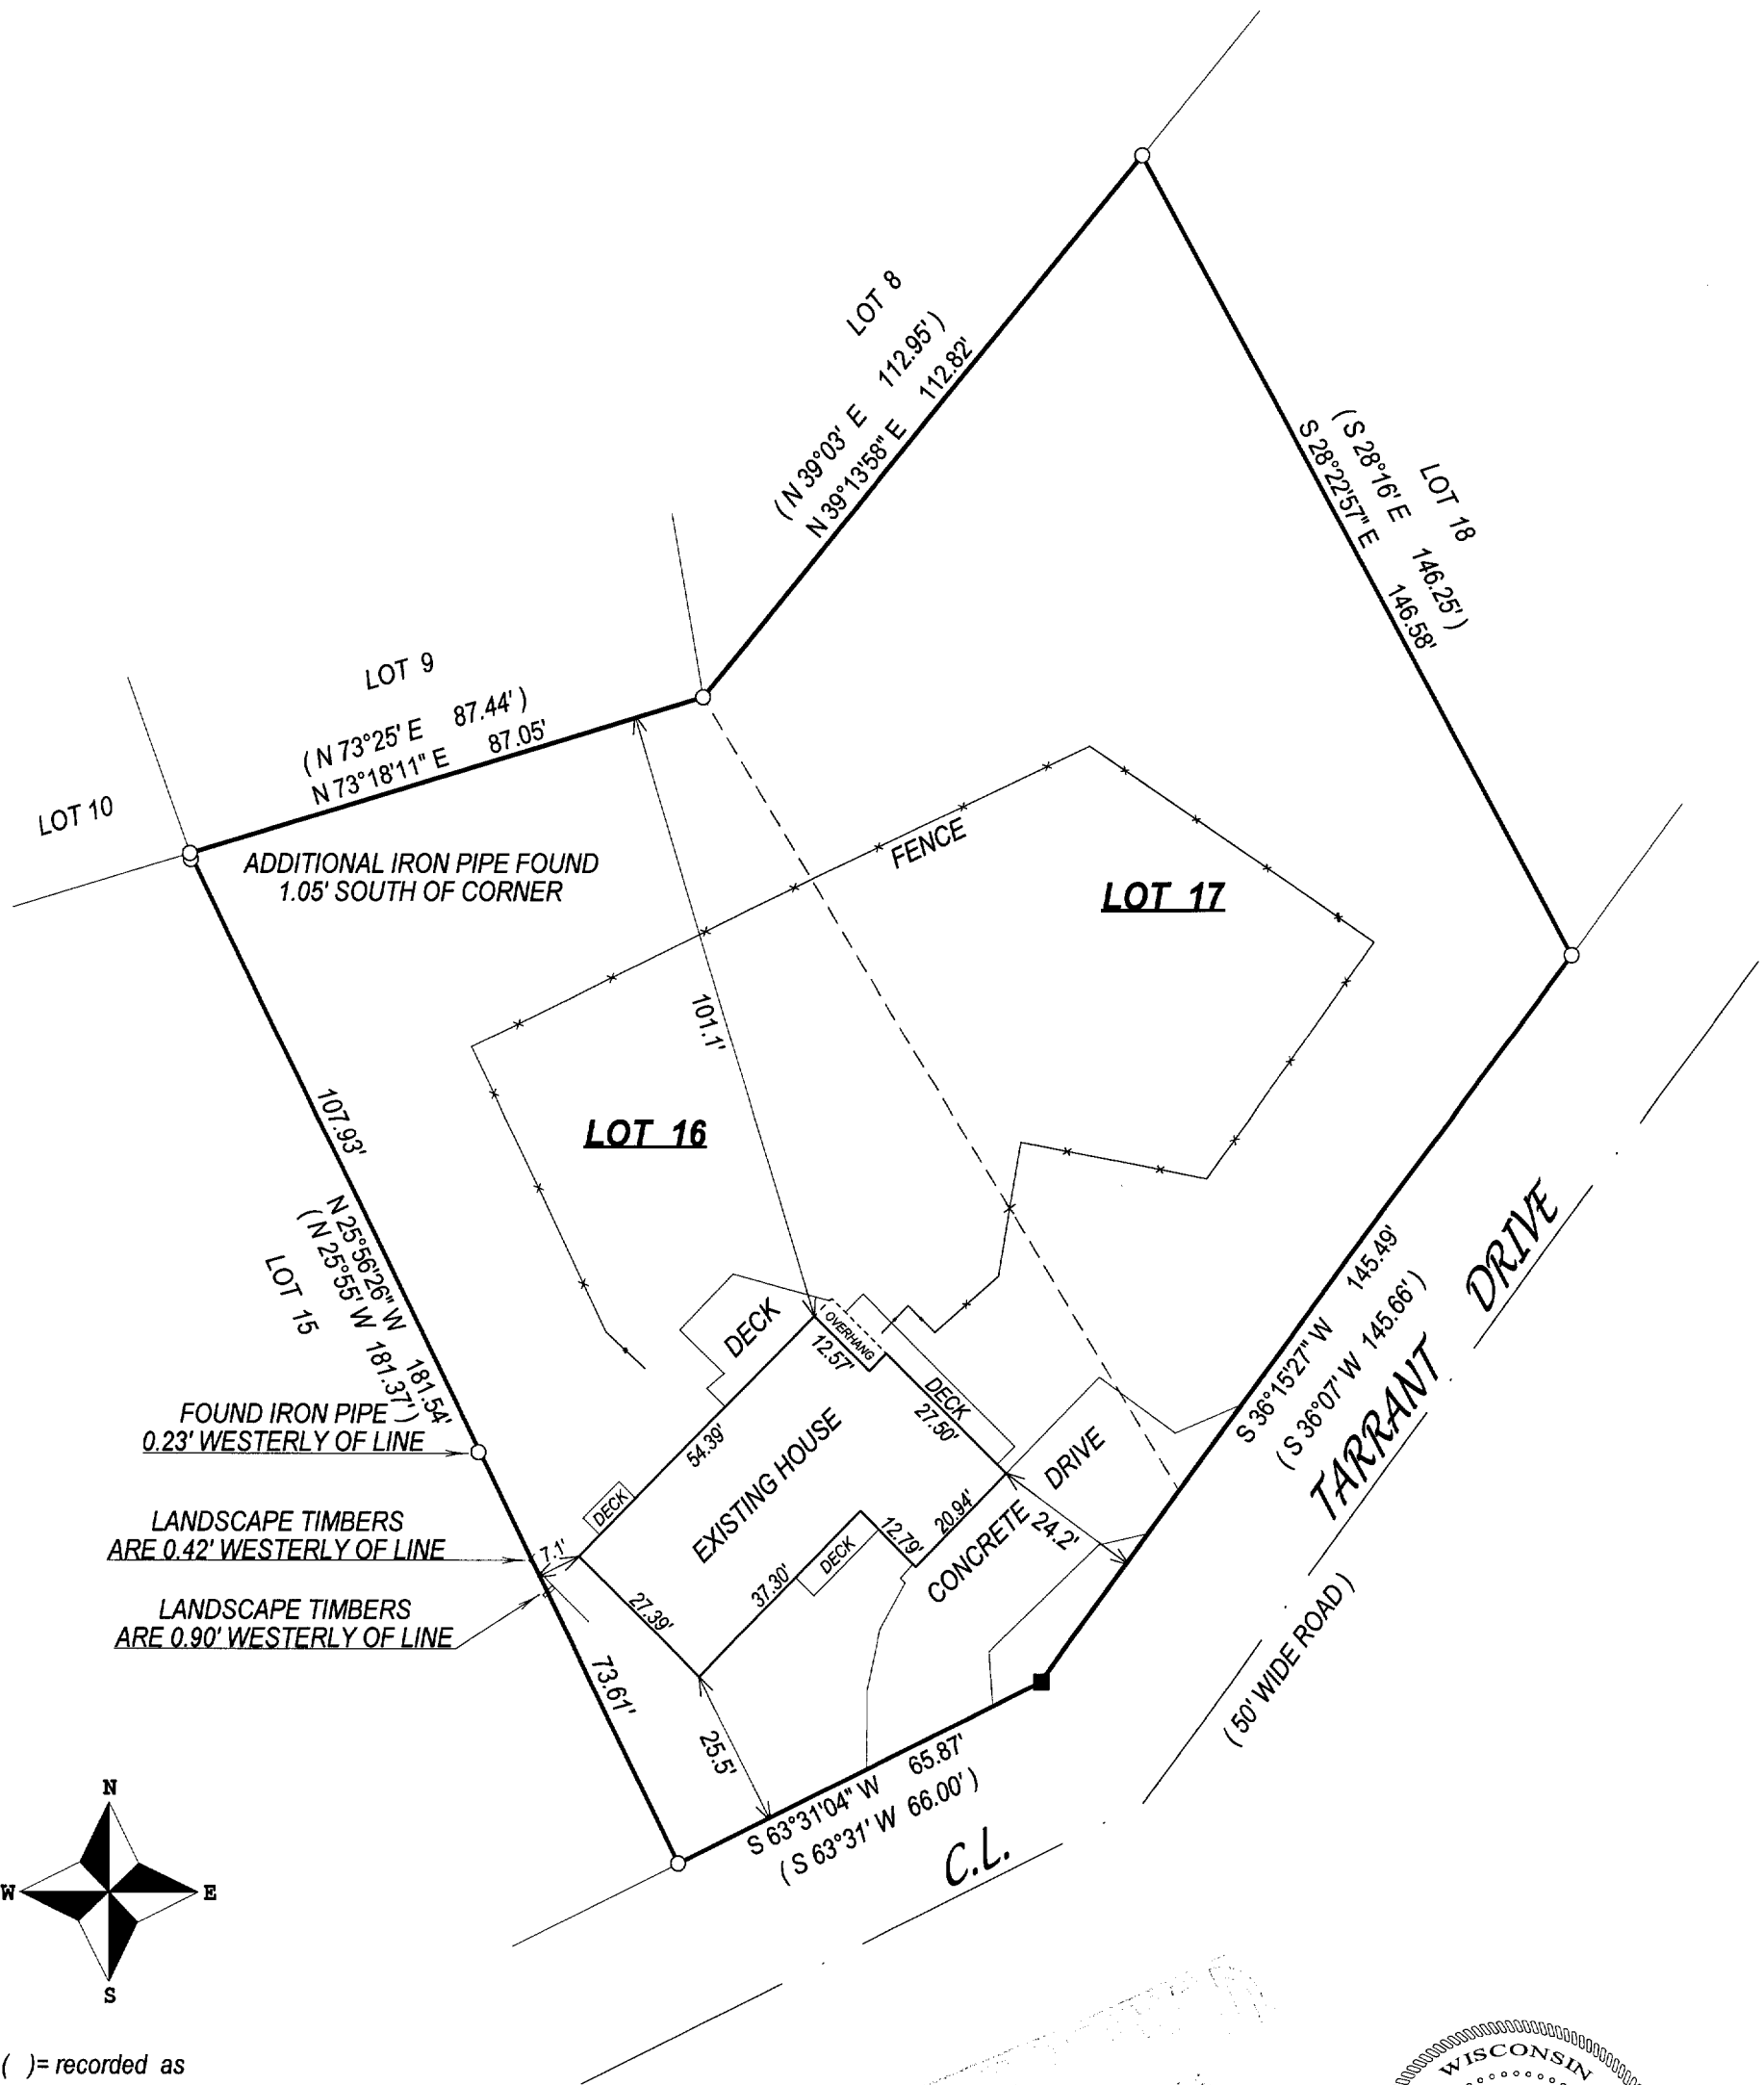 LOT 8
( N 39°03' E 112.95' )
N 39°13'58" E 112.82'
LOT 18
( S 28°16' E 146.25' )
S 28°22'57" E 146.58'
LOT 9
( N 73°25' E 87.44' )
N 73°18'11" E 87.05'
LOT 10
ADDITIONAL IRON PIPE FOUND
1.05' SOUTH OF CORNER
FENCE
LOT 17
101.1'
LOT 16
107.93'
N 25°56'26" W 181.54'
( N 25°55' W 181.37' )
LOT 15
DECK
OVERHANG
12.57'
DECK
27.50'
54.39'
EXISTING HOUSE
DECK
FOUND IRON PIPE
0.23' WESTERLY OF LINE
LANDSCAPE TIMBERS
ARE 0.42' WESTERLY OF LINE
LANDSCAPE TIMBERS
ARE 0.90' WESTERLY OF LINE
7.1'
27.39'
37.30'
DECK
12.79'
20.94'
CONCRETE DRIVE
24.2'
S 36°15'27" W 145.49'
( S 36°07' W 145.66' )
TARRANT DRIVE
( 50' WIDE ROAD )
73.61'
25.5'
S 63°31'04" W 65.87'
( S 63°31' W 66.00' )
C.L.
N
W
E
S
( )= recorded as
WISCONSIN